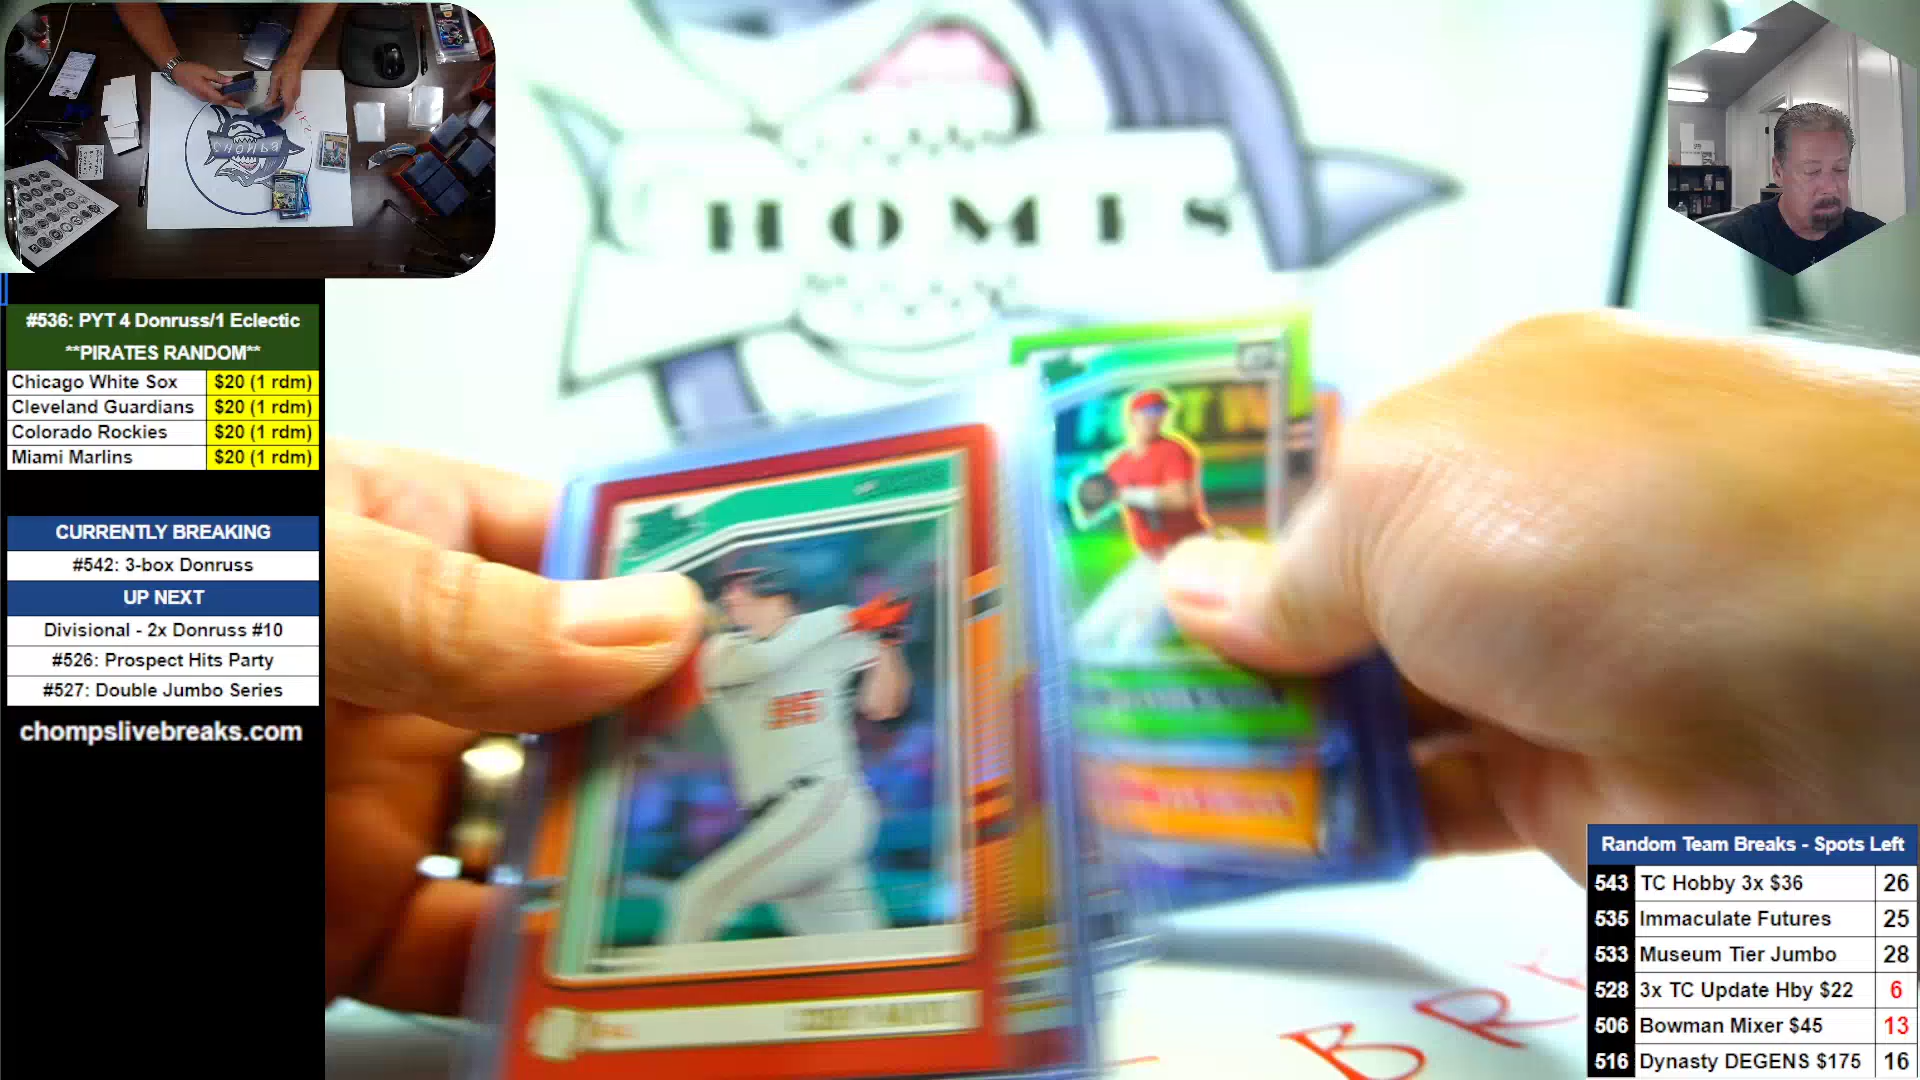 CHOMPS
#536: PYT 4 Donruss/1 Eclectic
**PIRATES RANDOM**
Chicago White Sox $20 (1 rdm)
Cleveland Guardians $20 (1 rdm)
Colorado Rockies $20 (1 rdm)
Miami Marlins $20 (1 rdm)
CURRENTLY BREAKING
#542: 3-box Donruss
UP NEXT
Divisional - 2x Donruss #10
#526: Prospect Hits Party
#527: Double Jumbo Series
chompslivebreaks.com
HOMPS
Random Team Breaks - Spots Left
543 TC Hobby 3x $36 26
535 Immaculate Futures 25
533 Museum Tier Jumbo 28
528 3x TC Update Hby $22 6
506 Bowman Mixer $45 13
516 Dynasty DEGENS $175 16